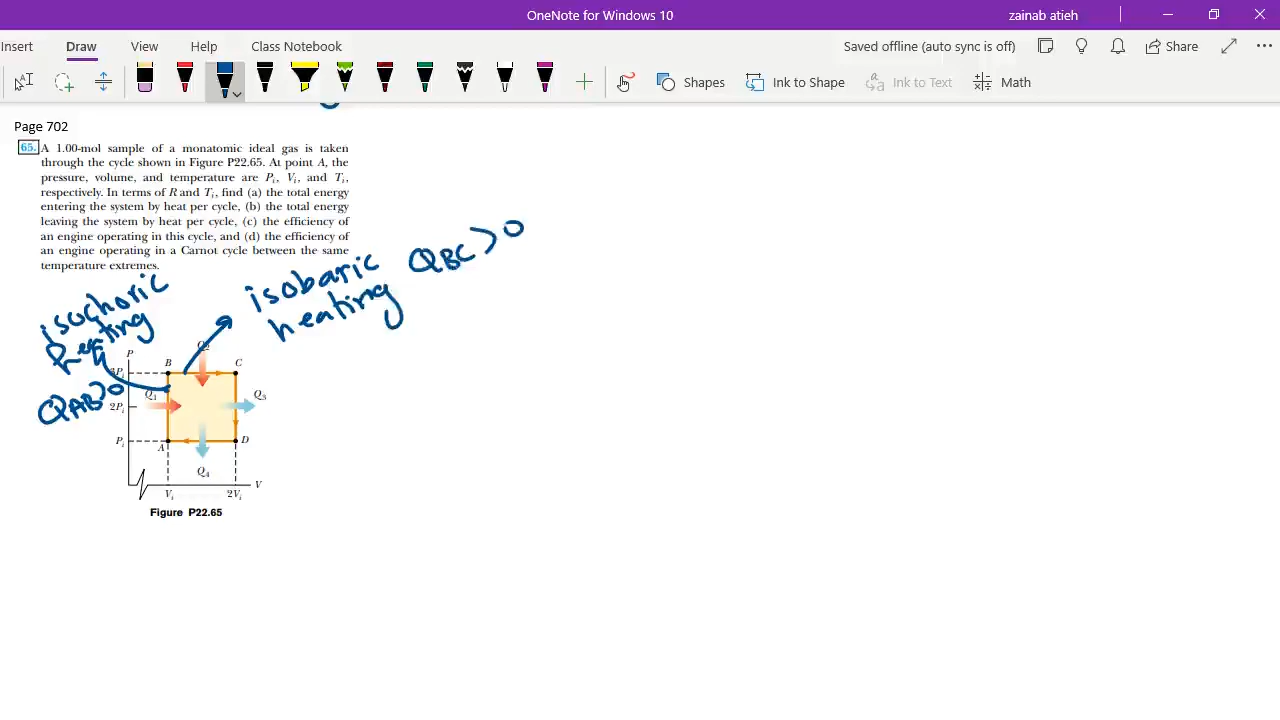 OneNote for Windows 10
zainab atieh
Insert
Draw
View
Help
Class Notebook
Saved offline (auto sync is off)
Share
Shapes
Ink to Shape
Ink to Text
Math
Page 702
65. A 1.00-mol sample of a monatomic ideal gas is taken
through the cycle shown in Figure P22.65. At point A, the
pressure, volume, and temperature are Pi, Vi, and Ti,
respectively. In terms of R and Ti, find (a) the total energy
entering the system by heat per cycle, (b) the total energy
leaving the system by heat per cycle, (c) the efficiency of
an engine operating in this cycle, and (d) the efficiency of
an engine operating in a Carnot cycle between the same
temperature extremes.
isobaric QBC>0
heating
isochoric
heating
QAB>0
P
B
Q2
C
3Pi
Q1
Q3
2Pi
Pi
A
D
Q4
Vi
2Vi
V
Figure P22.65